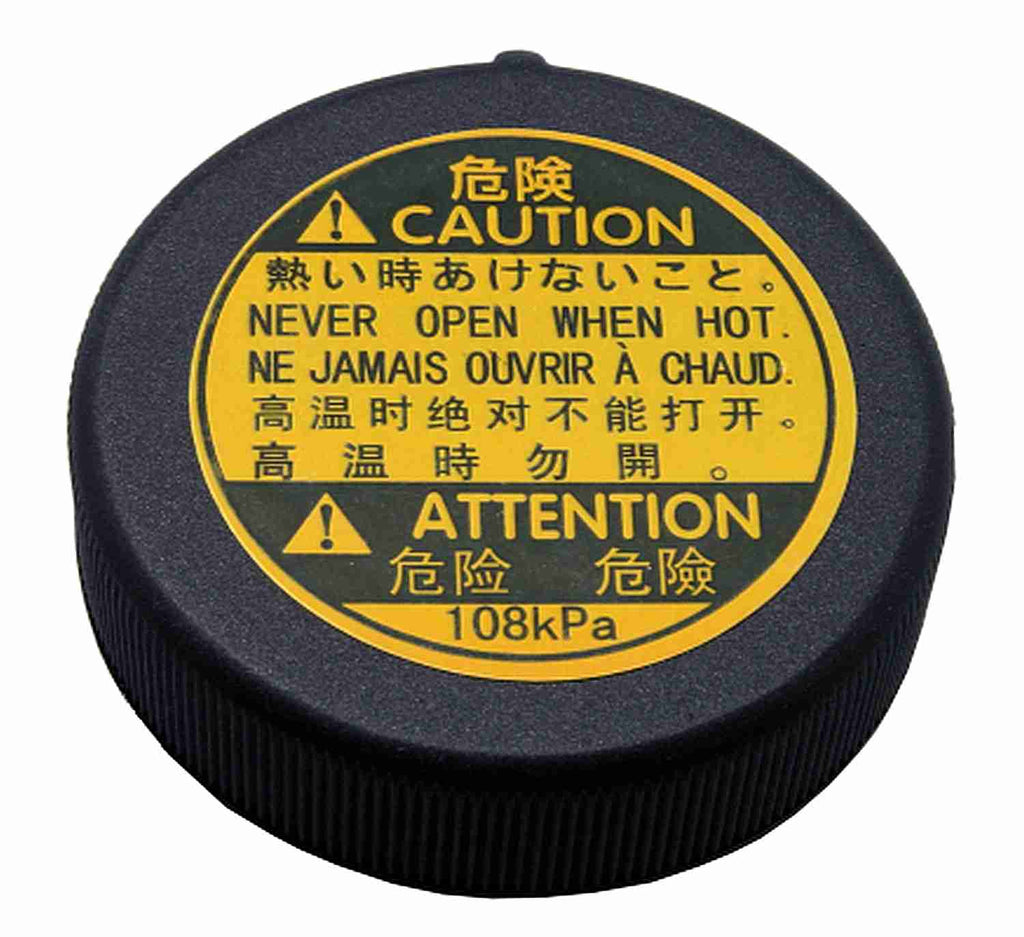 危険
CAUTION
熱い時あけないこと。
NEVER OPEN WHEN HOT.
NE JAMAIS OUVRIR À CHAUD.
高温时绝对不能打开。
高温時勿開。
ATTENTION
危险 危險
108kPa